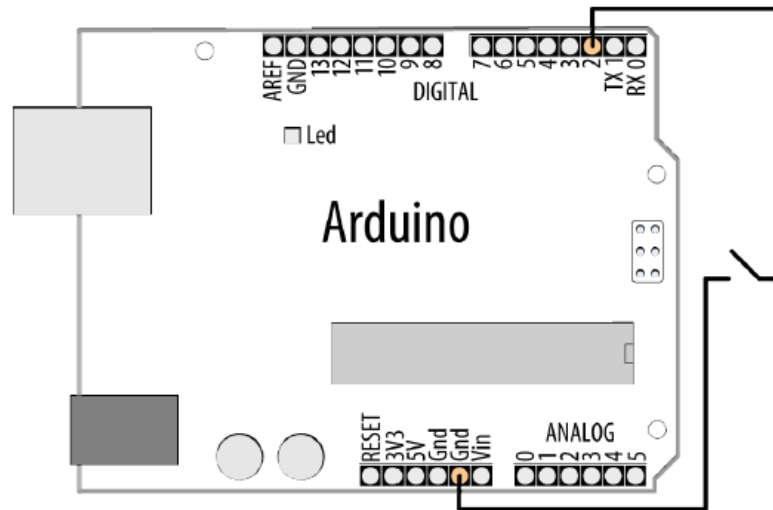 AREF GND 13 12 11 10 9 8 7 6 5 4 3 2 TX 1 RX 0
DIGITAL
Led
Arduino
RESET 3V3 5V Gnd Gnd Vin
ANALOG
0 1 2 3 4 5